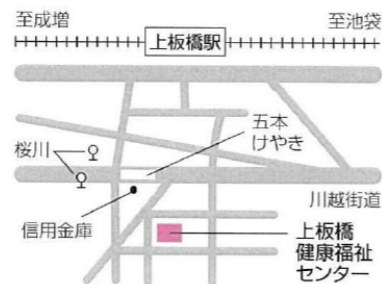 至成増
至池袋
上板橋駅
五本
けやき
桜川
川越街道
信用金庫
上板橋
健康福祉
センター